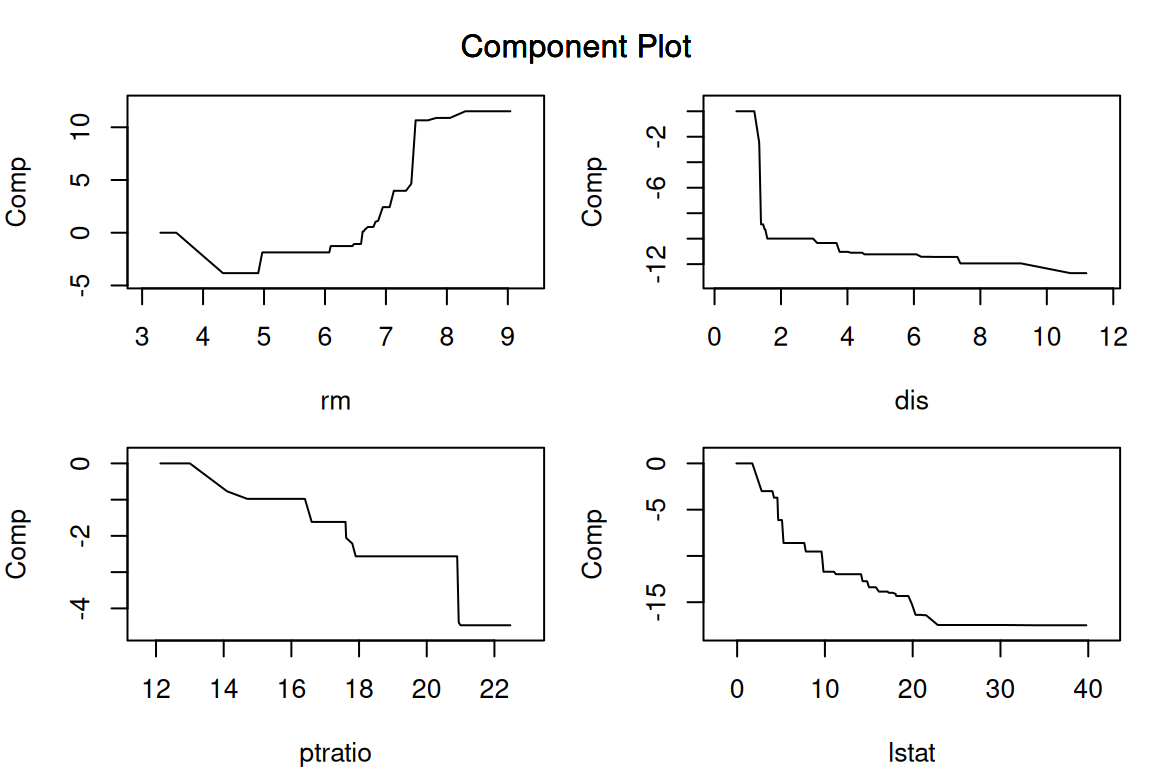 Component Plot
Comp
10
5
0
-5
3 4 5 6 7 8 9
rm
Comp
-2
-6
-12
0 2 4 6 8 10 12
dis
Comp
0
-2
-4
12 14 16 18 20 22
ptratio
Comp
0
-5
-15
0 10 20 30 40
lstat